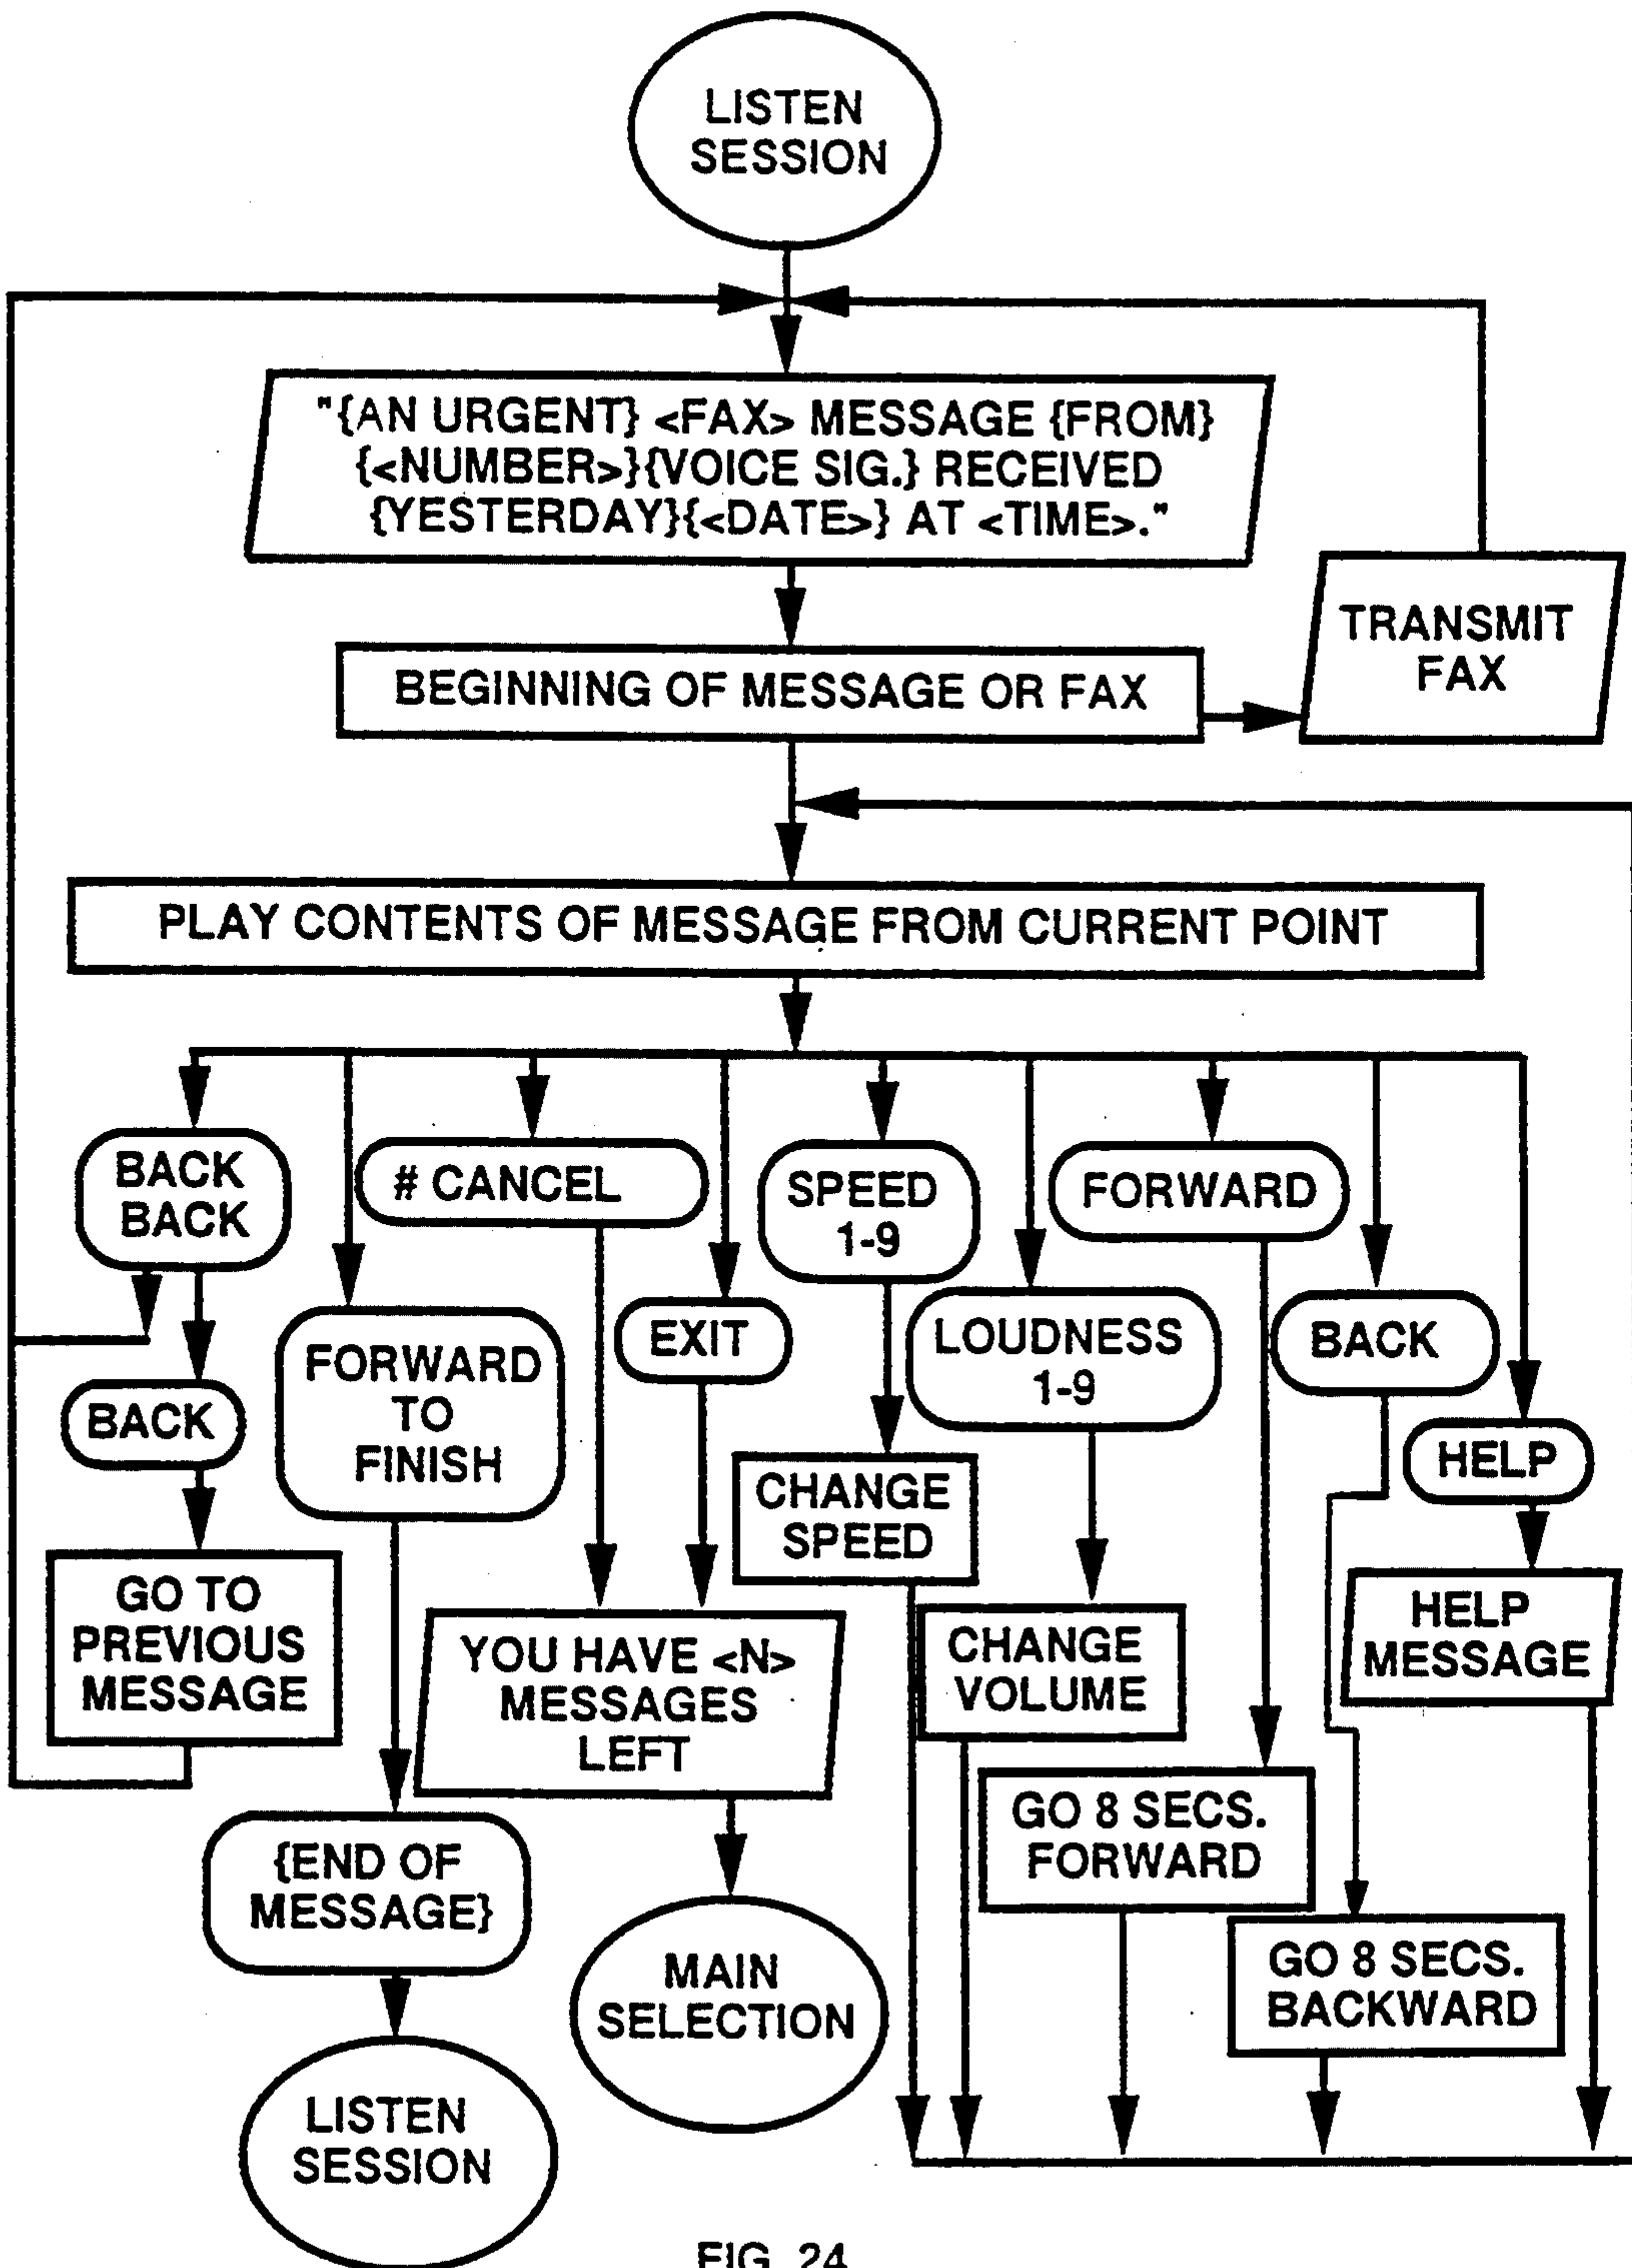 LISTEN
SESSION
"{AN URGENT} <FAX> MESSAGE {FROM}
{<NUMBER>}{VOICE SIG.} RECEIVED
{YESTERDAY}{<DATE>} AT <TIME>."
TRANSMIT
FAX
BEGINNING OF MESSAGE OR FAX
PLAY CONTENTS OF MESSAGE FROM CURRENT POINT
BACK
BACK
# CANCEL
SPEED
1-9
FORWARD
FORWARD
TO
FINISH
EXIT
LOUDNESS
1-9
BACK
BACK
HELP
CHANGE
SPEED
GO TO
PREVIOUS
MESSAGE
YOU HAVE <N>
MESSAGES
LEFT
CHANGE
VOLUME
HELP
MESSAGE
GO 8 SECS.
FORWARD
{END OF
MESSAGE}
MAIN
SELECTION
GO 8 SECS.
BACKWARD
LISTEN
SESSION
FIG. 24